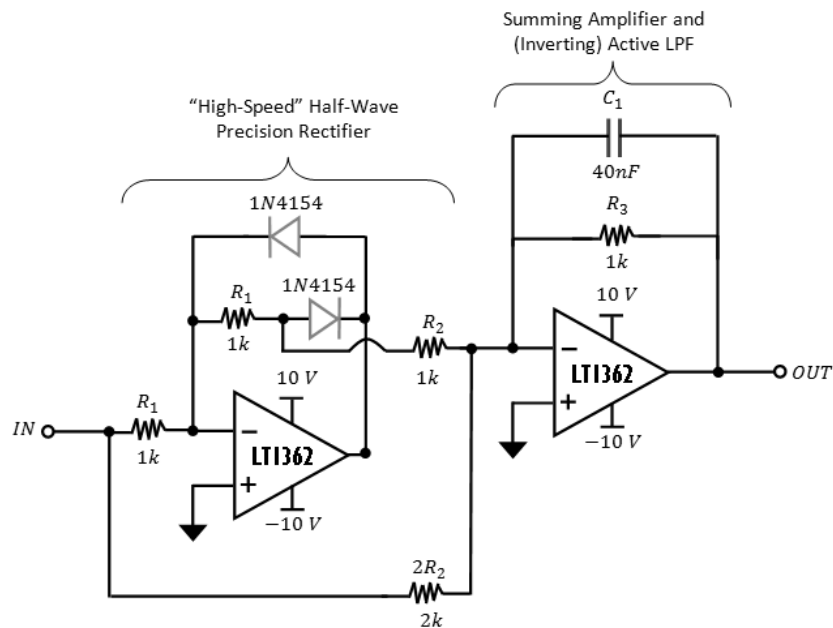 Summing Amplifier and
(Inverting) Active LPF
C₁
40nF
"High-Speed" Half-Wave
Precision Rectifier
1N4154
R₃
1k
1N4154
R₁
1k
R₂
1k
10 V
LT1362
−
+
−10 V
OUT
10 V
IN
R₁
1k
LT1362
−
+
−10 V
2R₂
2k